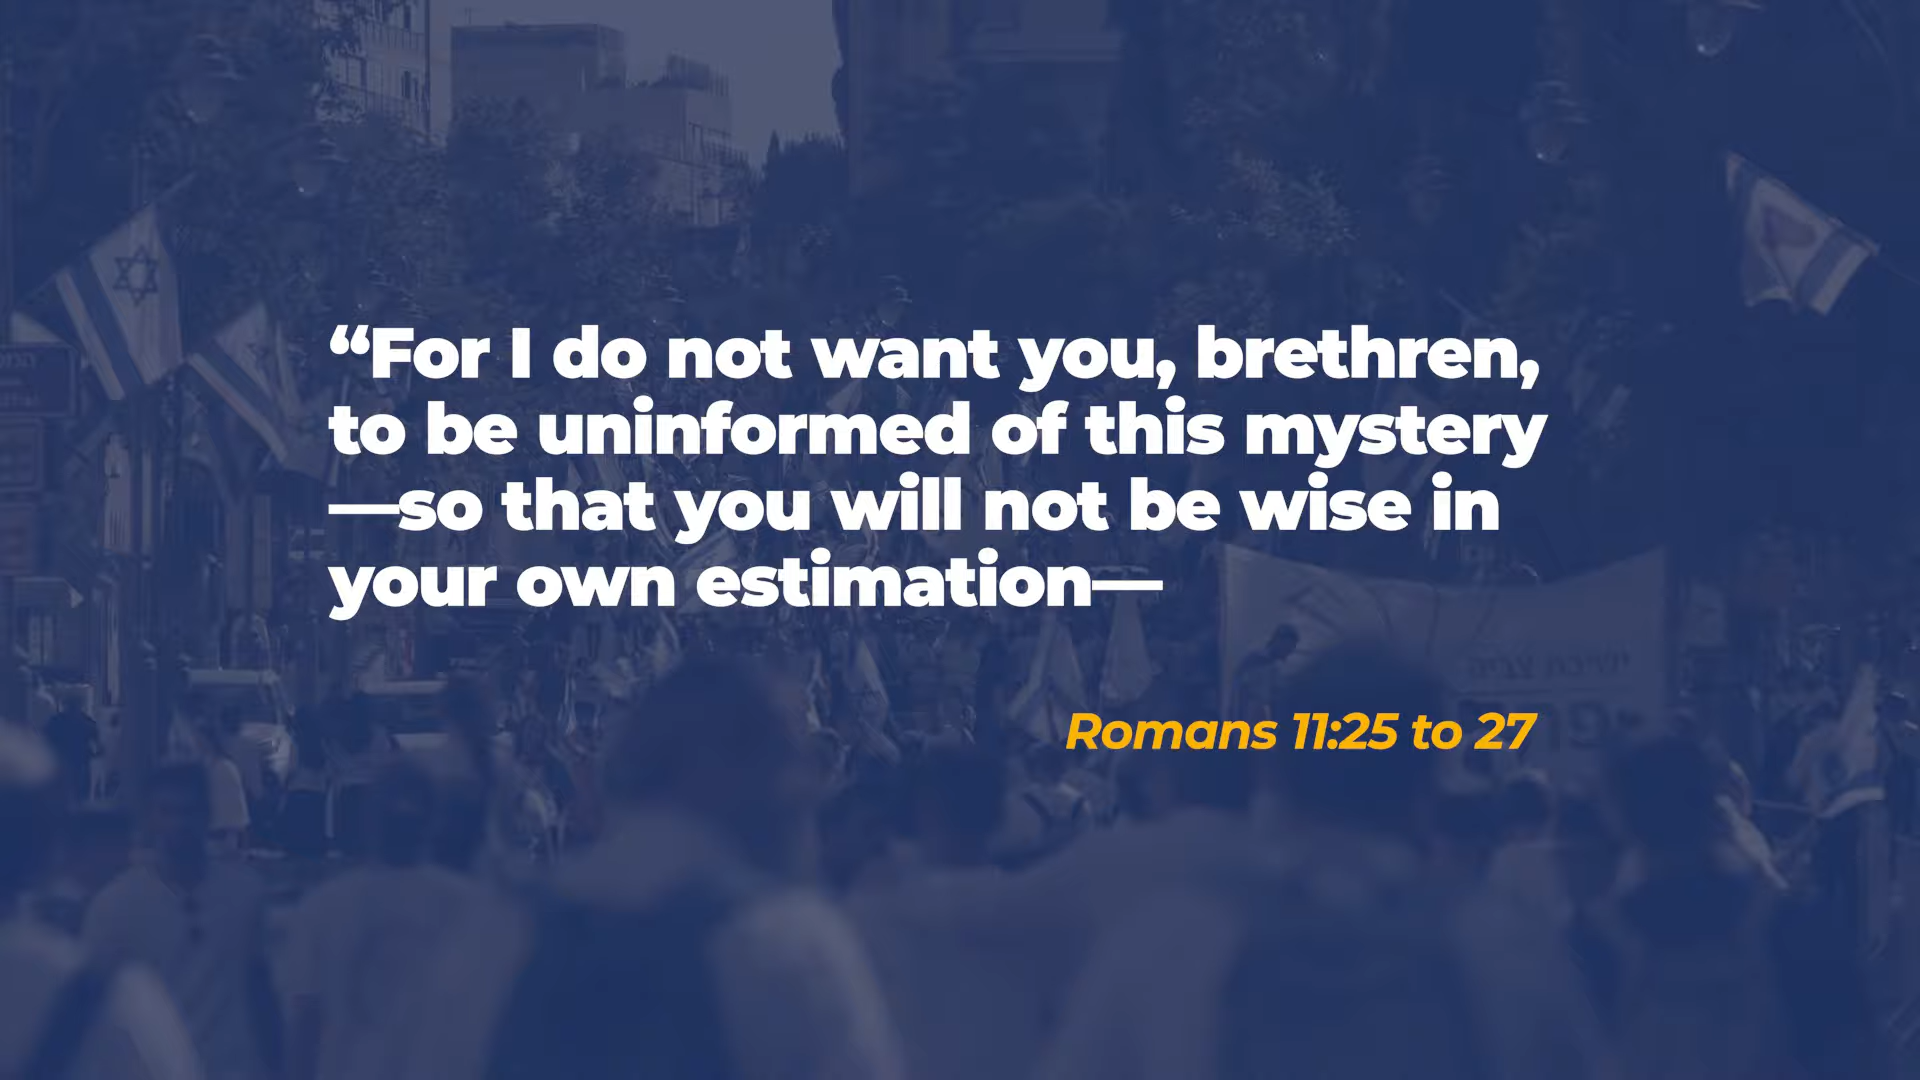 “For I do not want you, brethren,
to be uninformed of this mystery
—so that you will not be wise in
your own estimation—
Romans 11:25 to 27